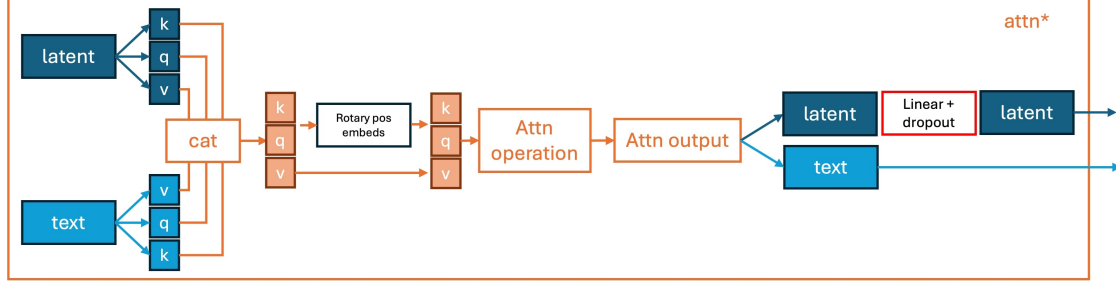 attn*
latent
k
q
v
cat
v
q
k
text
k
q
v
Rotary pos
embeds
k
q
v
Attn
operation
Attn output
latent
Linear +
dropout
latent
text